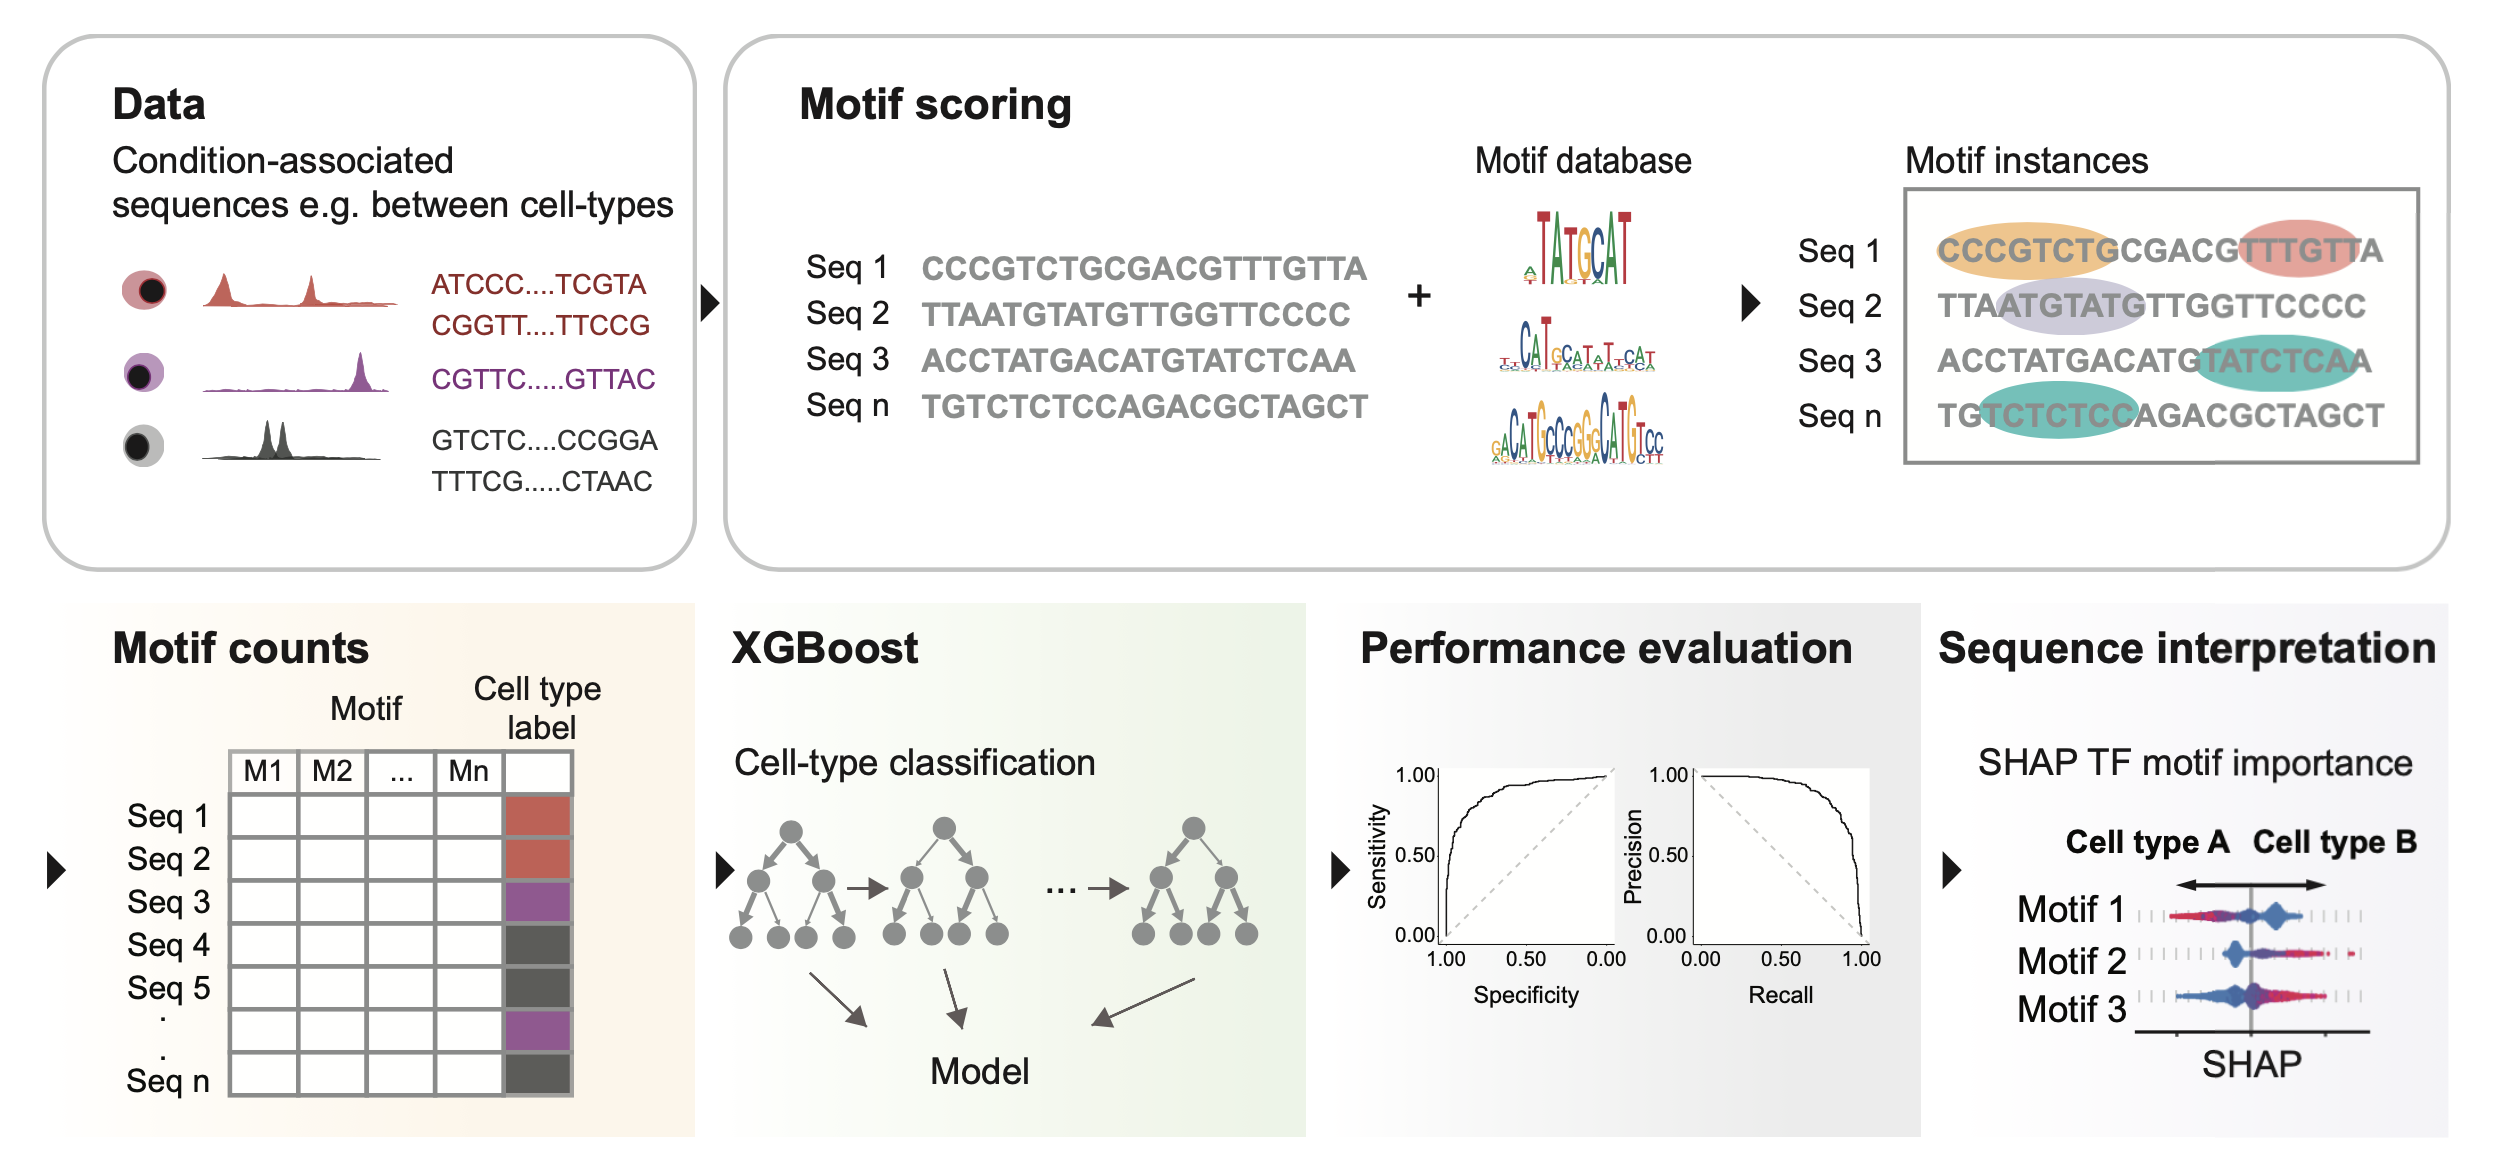 Data
Condition-associated
sequences e.g. between cell-types
ATCCC....TCGTA
CGGTT....TTCCG
CGTTC.....GTTAC
GTCTC....CCGGA
TTTCG.....CTAAC
Motif scoring
Seq 1 CCCGTCTGCGACGTTTGTTA
Seq 2 TTAATGTATGTTGGTTCCCC
Seq 3 ACCTATGACATGTATCTCAA
Seq n TGTCTCTCCAGACGCTAGCT
+
Motif database
TATGCAT
Motif instances
Seq 1 CCCGTCTGCGACGTTTGTTA
Seq 2 TTAATGTATGTTGGTTCCCC
Seq 3 ACCTATGACATGTATCTCAA
Seq n TGTCTCTCCAGACGCTAGCT
Motif counts
Motif
Cell type
label
M1 M2 ... Mn
Seq 1
Seq 2
Seq 3
Seq 4
Seq 5
.
.
Seq n
XGBoost
Cell-type classification
...
Model
Performance evaluation
Sensitivity
1.00
0.50
0.00
1.00 0.50 0.00
Specificity
Precision
1.00
0.50
0.00
0.00 0.50 1.00
Recall
Sequence interpretation
SHAP TF motif importance
Cell type A Cell type B
Motif 1
Motif 2
Motif 3
SHAP